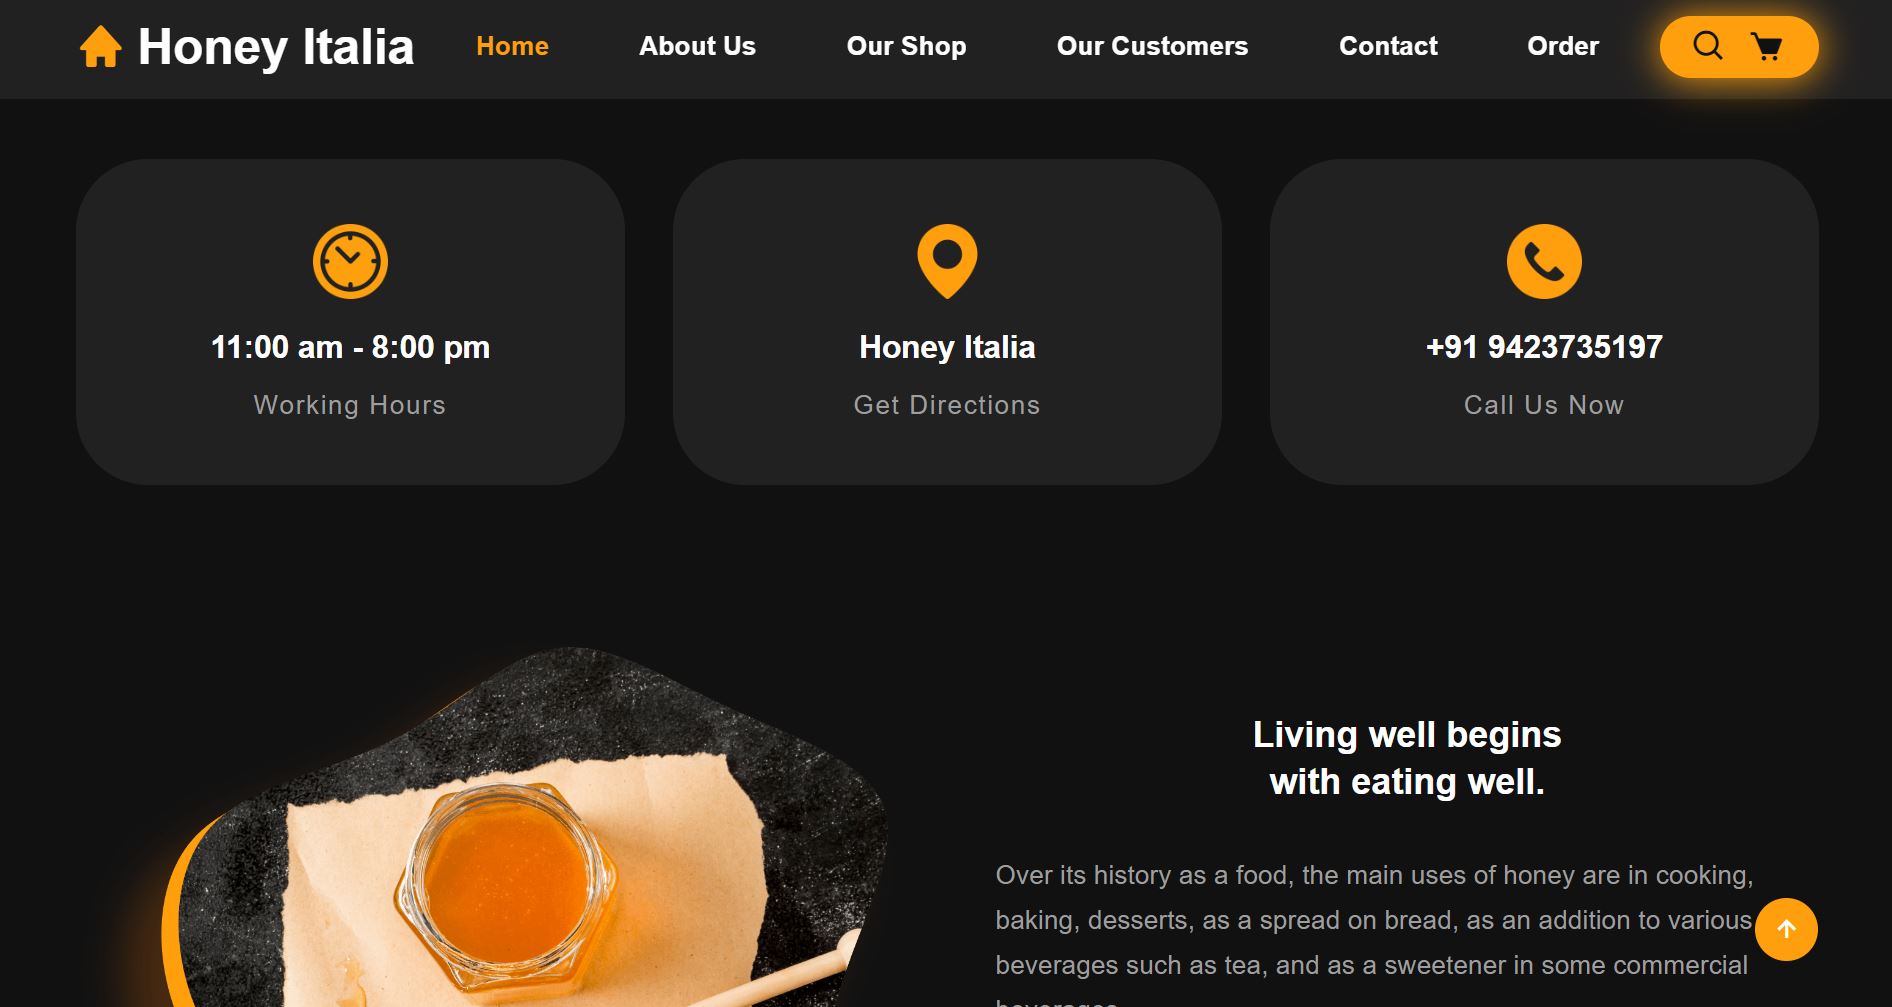 Honey Italia
Home
About Us
Our Shop
Our Customers
Contact
Order
11:00 am - 8:00 pm
Working Hours
Honey Italia
Get Directions
+91 9423735197
Call Us Now
Living well begins
with eating well.
Over its history as a food, the main uses of honey are in cooking,
baking, desserts, as a spread on bread, as an addition to various
beverages such as tea, and as a sweetener in some commercial